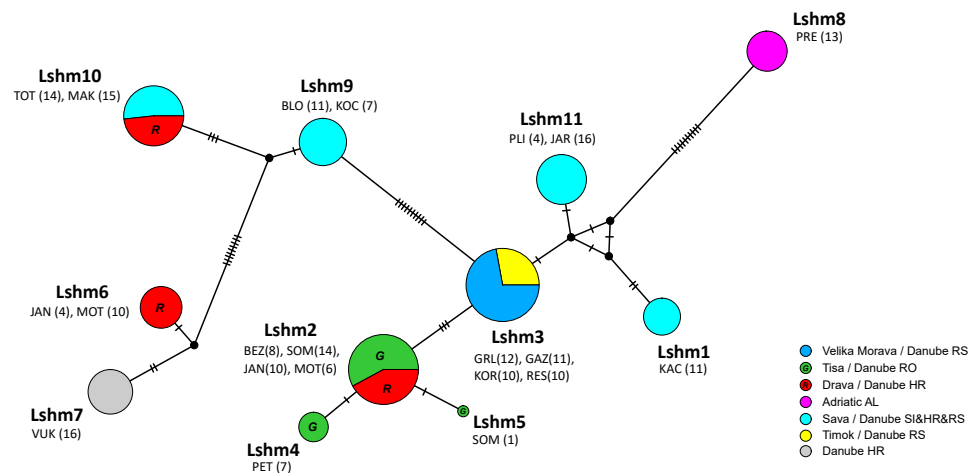 Lshm8
PRE (13)
Lshm10
TOT (14), MAK (15)
R
Lshm9
BLO (11), KOC (7)
Lshm11
PLI (4), JAR (16)
Lshm6
JAN (4), MOT (10)
R
Lshm2
BEZ(8), SOM(14),
JAN(10), MOT(6)
G
R
Lshm3
GRL(12), GAZ(11),
KOR(10), RES(10)
Lshm1
KAC (11)
Lshm7
VUK (16)
Lshm4
PET (7)
G
G
Lshm5
SOM (1)
Velika Morava / Danube RS
G Tisa / Danube RO
R Drava / Danube HR
Adriatic AL
Sava / Danube SI&HR&RS
Timok / Danube RS
Danube HR